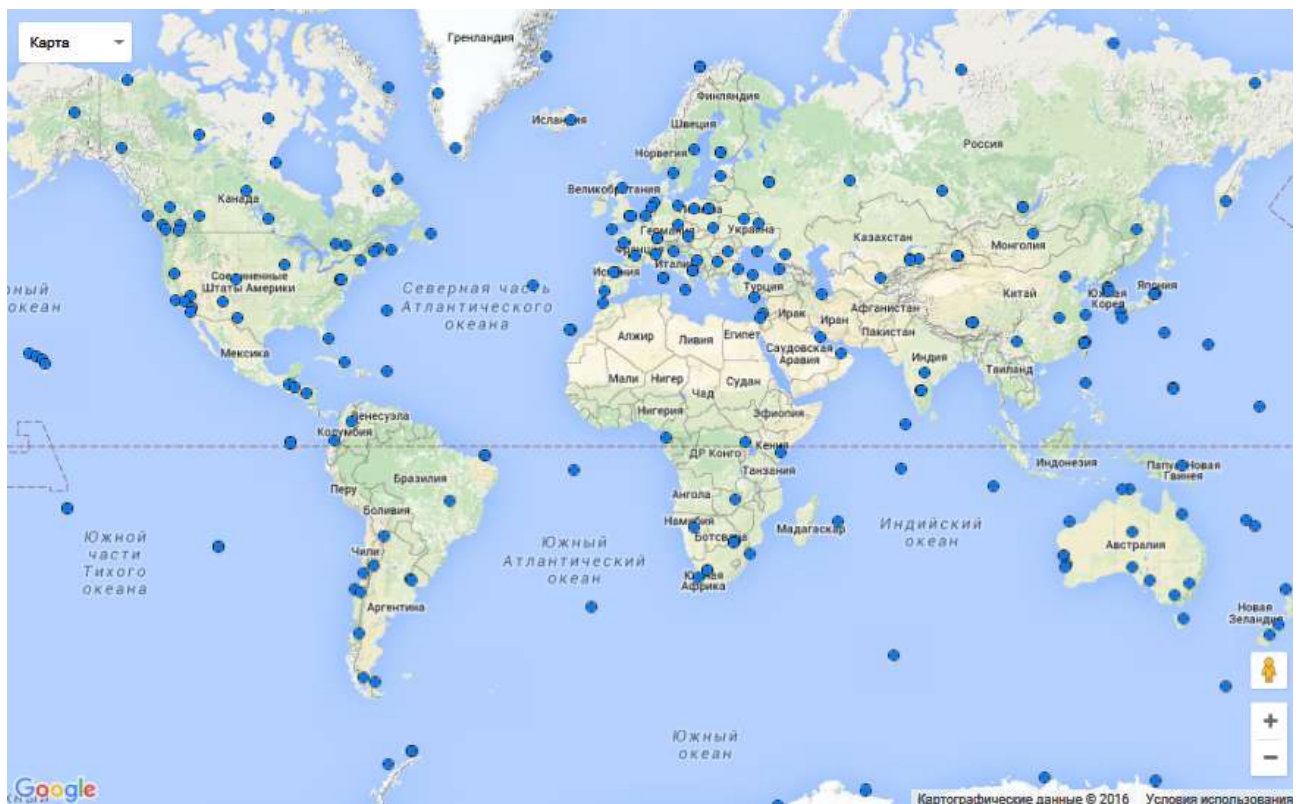 Карта
Гренландия
Исландия
Финляндия
Швеция
Норвегия
Россия
Великобритания
Канада
Германия
Украина
Казахстан
Монголия
Франция
Италия
Испания
Турция
Соединенные
Штаты Америки
Северная часть
Атлантического
океана
океан
Китай
Южная
Корея
Япония
Афганистан
Ирак
Иран
Пакистан
Алжир
Ливия
Египет
Саудовская
Аравия
Мексика
Индия
Таиланд
Мали
Нигер
Судан
Чад
Нигерия
Эфиопия
Венесуэла
Колумбия
ДР Конго
Кения
Танзания
Индонезия
Папуа-Новая
Гвинея
Бразилия
Перу
Ангола
Боливия
Намибия
Ботсвана
Мадагаскар
Индийский
океан
Австралия
Южной
части
Тихого
океана
Чили
Южный
Атлантический
океан
Южная
Африка
Аргентина
Новая
Зеландия
Южный
океан
+
−
Google
Картографические данные © 2016 Условия использования